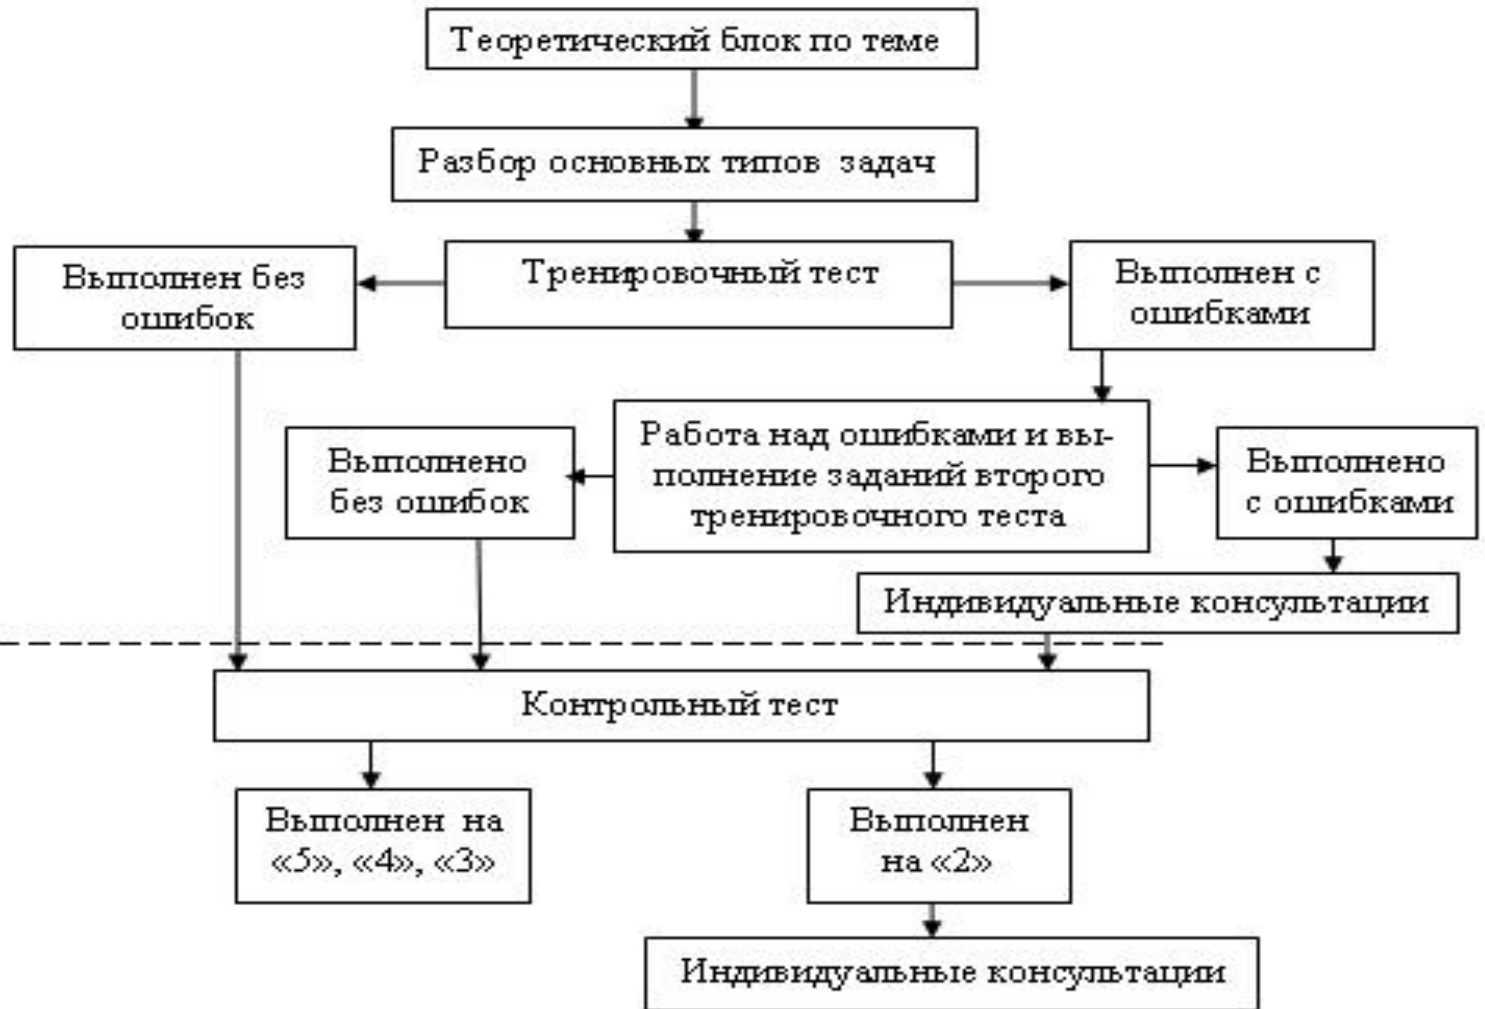 Теоретический блок по теме
Разбор основных типов задач
Тренировочный тест
Выполнен без
ошибок
Выполнен с
ошибками
Работа над ошибками и вы-
полнение заданий второго
тренировочного теста
Выполнено
без ошибок
Выполнено
с ошибками
Индивидуальные консультации
Контрольный тест
Выполнен на
«5», «4», «3»
Выполнен
на «2»
Индивидуальные консультации